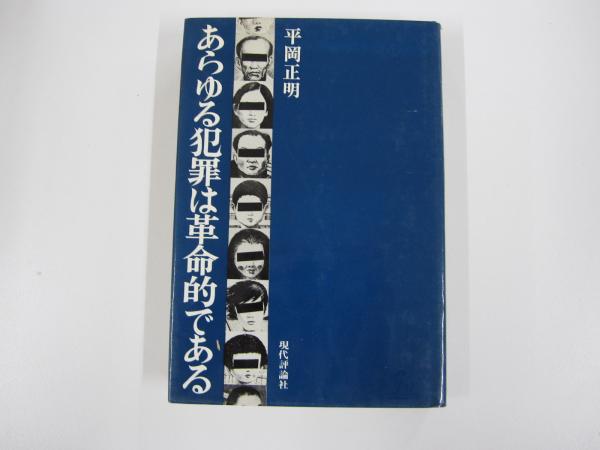 平岡正明
あらゆる犯罪は革命的である
現代評論社